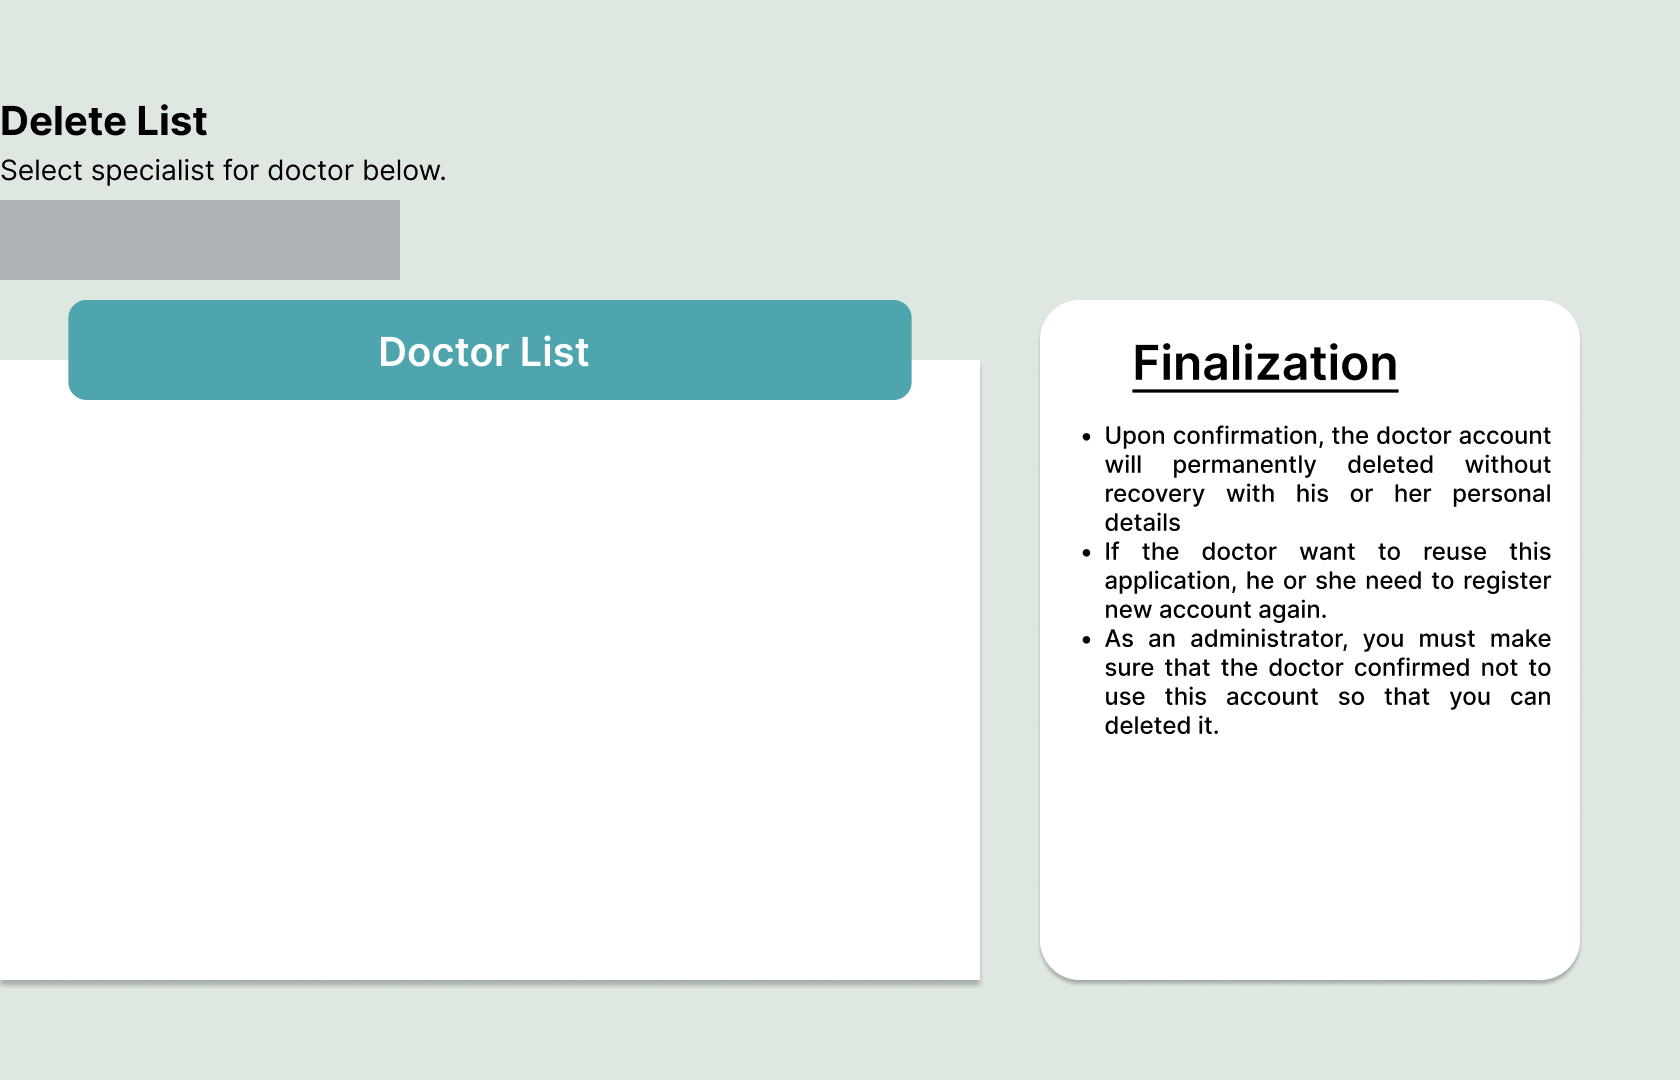 Delete List
Select specialist for doctor below.
Doctor List
Finalization
• Upon confirmation, the doctor account
will permanently deleted without
recovery with his or her personal
details
• If the doctor want to reuse this
application, he or she need to register
new account again.
• As an administrator, you must make
sure that the doctor confirmed not to
use this account so that you can
deleted it.